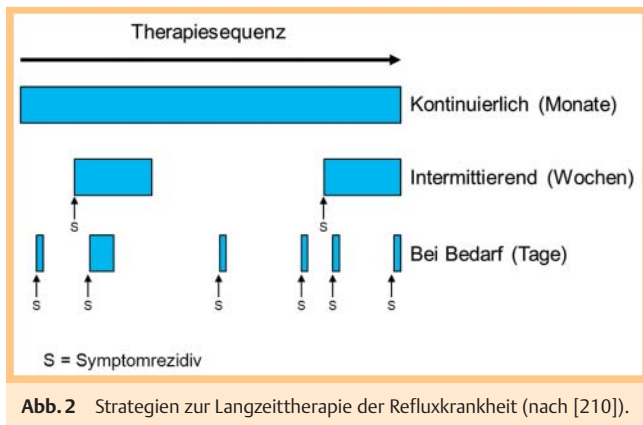 Therapiesequenz
Kontinuierlich (Monate)
Intermittierend (Wochen)
S S
Bei Bedarf (Tage)
S S S S S S
S = Symptomrezidiv
Abb. 2 Strategien zur Langzeittherapie der Refluxkrankheit (nach [210]).